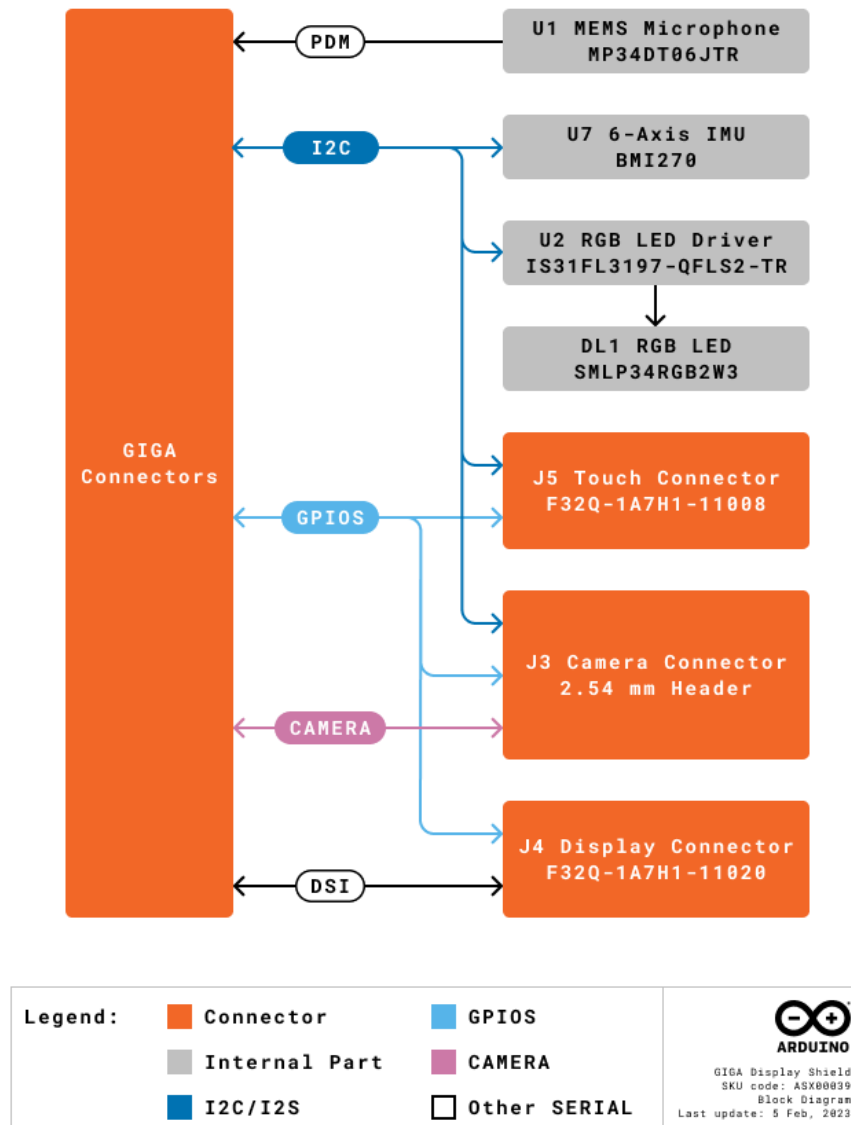 U1 MEMS Microphone
MP34DT06JTR
PDM
U7 6-Axis IMU
BMI270
I2C
U2 RGB LED Driver
IS31FL3197-QFLS2-TR
DL1 RGB LED
SMLP34RGB2W3
GIGA
Connectors
J5 Touch Connector
F32Q-1A7H1-11008
GPIOS
J3 Camera Connector
2.54 mm Header
CAMERA
J4 Display Connector
F32Q-1A7H1-11020
DSI
Legend:
Connector
GPIOS
Internal Part
CAMERA
I2C/I2S
Other SERIAL
ARDUINO
GIGA Display Shield
SKU code: ASX00039
Block Diagram
Last update: 5 Feb, 2023